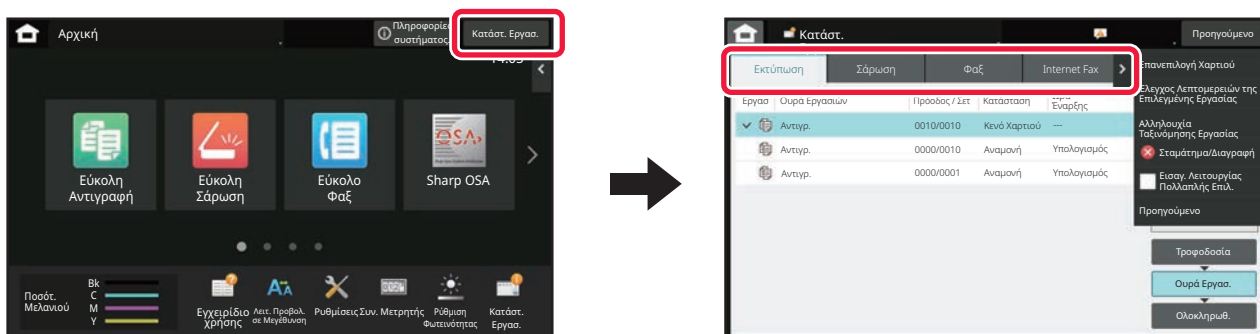 Αρχική
Πληροφορίες
συστήματος
Κατάστ. Εργασ.
Εύκολη
Αντιγραφή
Εύκολη
Σάρωση
Εύκολο
Φαξ
Sharp OSA
Ποσότ.
Μελανιού
Bk
C
M
Y
Εγχειρίδιο
χρήσης
Λειτ. Προβολ.
σε Μεγέθυνση
Ρυθμίσεις
Συν. Μετρητής
Ρύθμιση
Φωτεινότητας
Κατάστ.
Εργασ.
Κατάστ.
Προηγούμενο
Εκτύπωση
Σάρωση
Φαξ
Internet Fax
Εργασ
Ουρά Εργασιών
Πρόοδος / Σετ
Κατάσταση
Έναρξης
Αντιγρ.
0010/0010
Κενό Χαρτιού
---
Αντιγρ.
0000/0010
Αναμονή
Υπολογισμός
Αντιγρ.
0000/0001
Αναμονή
Υπολογισμός
Επανεπιλογή Χαρτιού
Έλεγχος Λεπτομερειών της
Επιλεγμένης Εργασίας
Αλληλουχία
Ταξινόμησης Εργασίας
Σταμάτημα/Διαγραφή
Εισαγ. Λειτουργίας
Πολλαπλής Επιλ.
Προηγούμενο
Τροφοδοσία
Ουρά Εργασ.
Ολοκληρωθ.